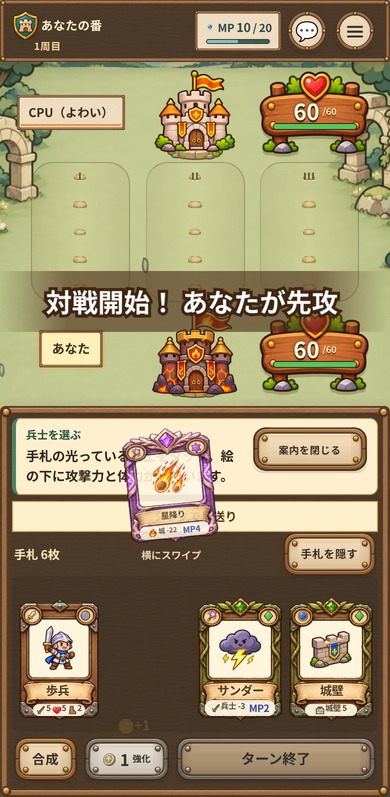 あなたの番
1周目
MP 10 / 20
CPU（よわい）
60 /60
I
II
III
対戦開始！ あなたが先攻
あなた
60 /60
兵士を選ぶ
手札の光っている
絵
の下に攻撃力と体
す。
案内を閉じる
星降り
城 -22 MP4
送り
手札 6枚
横にスワイプ
手札を隠す
歩兵
5 5 2
サンダー
兵士 -3 MP2
城壁
城壁 5
+1
合成
1 強化
ターン終了